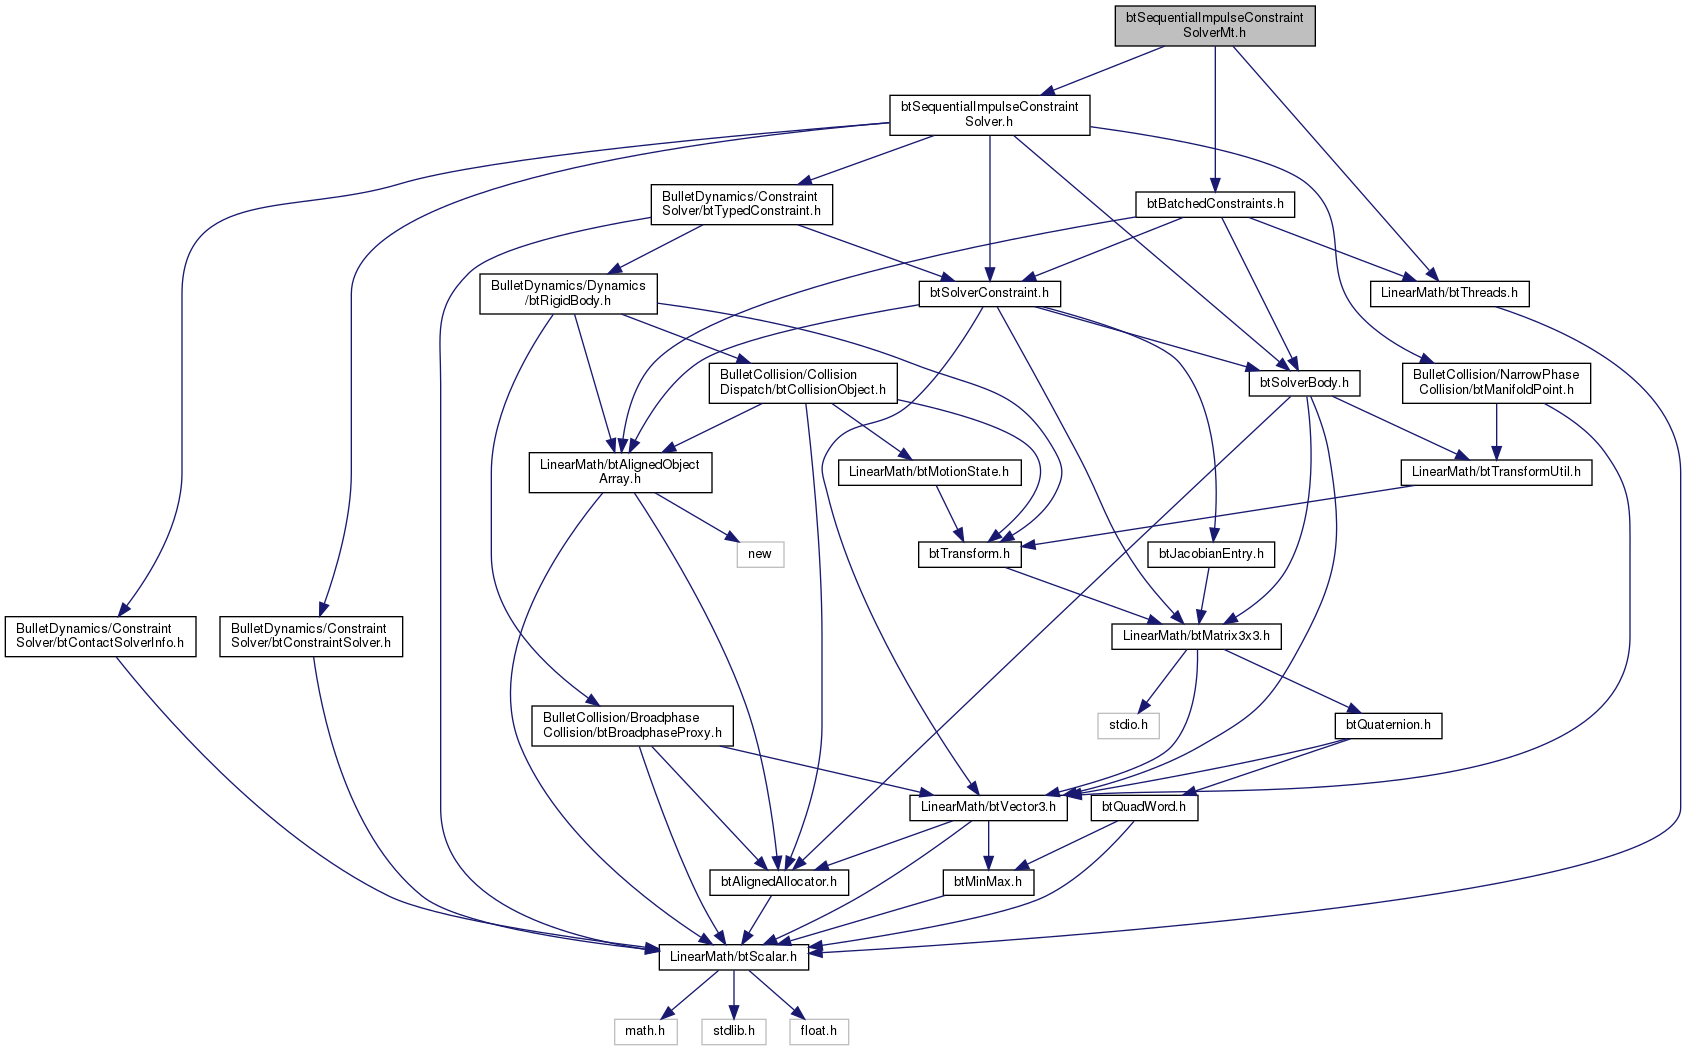 btSequentialImpulseConstraint
SolverMt.h
btSequentialImpulseConstraint
Solver.h
BulletDynamics/Constraint
Solver/btTypedConstraint.h
btBatchedConstraints.h
BulletDynamics/Dynamics
/btRigidBody.h
btSolverConstraint.h
LinearMath/btThreads.h
BulletCollision/Collision
Dispatch/btCollisionObject.h
btSolverBody.h
BulletCollision/NarrowPhase
Collision/btManifoldPoint.h
LinearMath/btAlignedObject
Array.h
LinearMath/btMotionState.h
LinearMath/btTransformUtil.h
new
btTransform.h
btJacobianEntry.h
BulletDynamics/Constraint
Solver/btContactSolverInfo.h
BulletDynamics/Constraint
Solver/btConstraintSolver.h
LinearMath/btMatrix3x3.h
BulletCollision/Broadphase
Collision/btBroadphaseProxy.h
stdio.h
btQuaternion.h
LinearMath/btVector3.h
btQuadWord.h
btAlignedAllocator.h
btMinMax.h
LinearMath/btScalar.h
math.h
stdlib.h
float.h